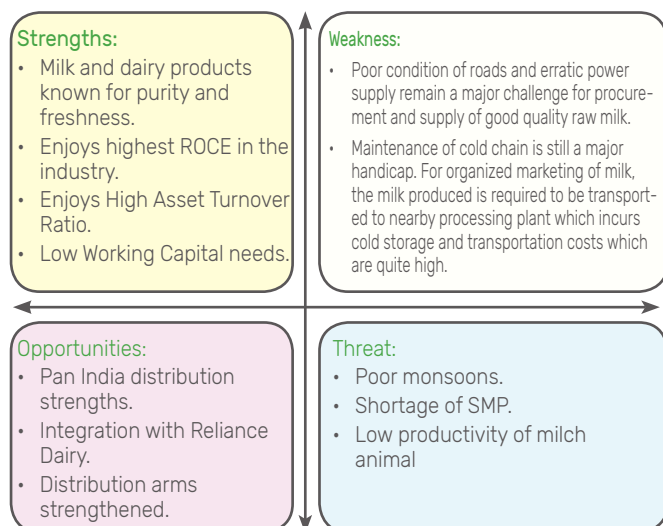 Strengths:
• Milk and dairy products
known for purity and
freshness.
• Enjoys highest ROCE in the
industry.
• Enjoys High Asset Turnover
Ratio.
• Low Working Capital needs.
Weakness:
• Poor condition of roads and erratic power
supply remain a major challenge for procure-
ment and supply of good quality raw milk.
• Maintenance of cold chain is still a major
handicap. For organized marketing of milk,
the milk produced is required to be transport-
ed to nearby processing plant which incurs
cold storage and transportation costs which
are quite high.
Opportunities:
• Pan India distribution
strengths.
• Integration with Reliance
Dairy.
• Distribution arms
strengthened.
Threat:
• Poor monsoons.
• Shortage of SMP.
• Low productivity of milch
animal